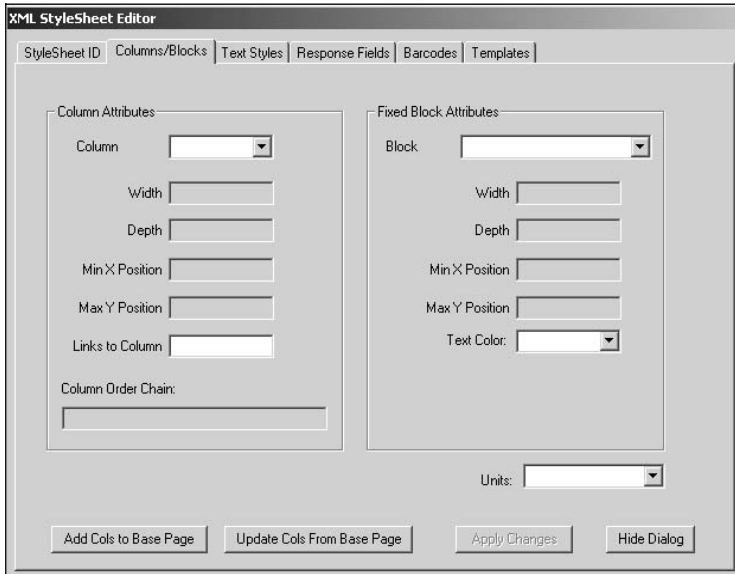 XML StyleSheet Editor
StyleSheet ID Columns/Blocks Text Styles Response Fields Barcodes Templates
Column Attributes
Column
Width
Depth
Min X Position
Max Y Position
Links to Column
Column Order Chain:
Fixed Block Attributes
Block
Width
Depth
Min X Position
Max Y Position
Text Color:
Units:
Add Cols to Base Page Update Cols From Base Page Apply Changes Hide Dialog